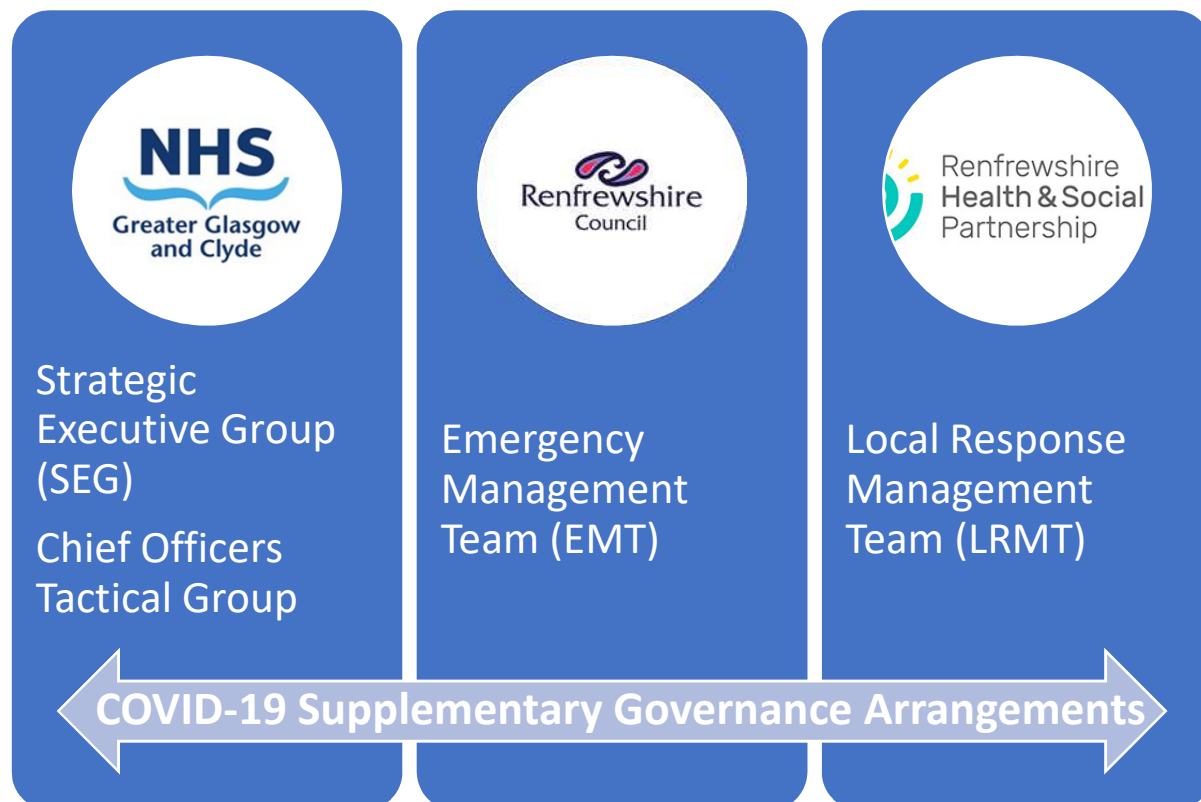 NHS
Greater Glasgow
and Clyde
Strategic
Executive Group
(SEG)
Chief Officers
Tactical Group
Renfrewshire
Council
Emergency
Management
Team (EMT)
Renfrewshire
Health & Social
Partnership
Local Response
Management
Team (LRMT)
COVID-19 Supplementary Governance Arrangements